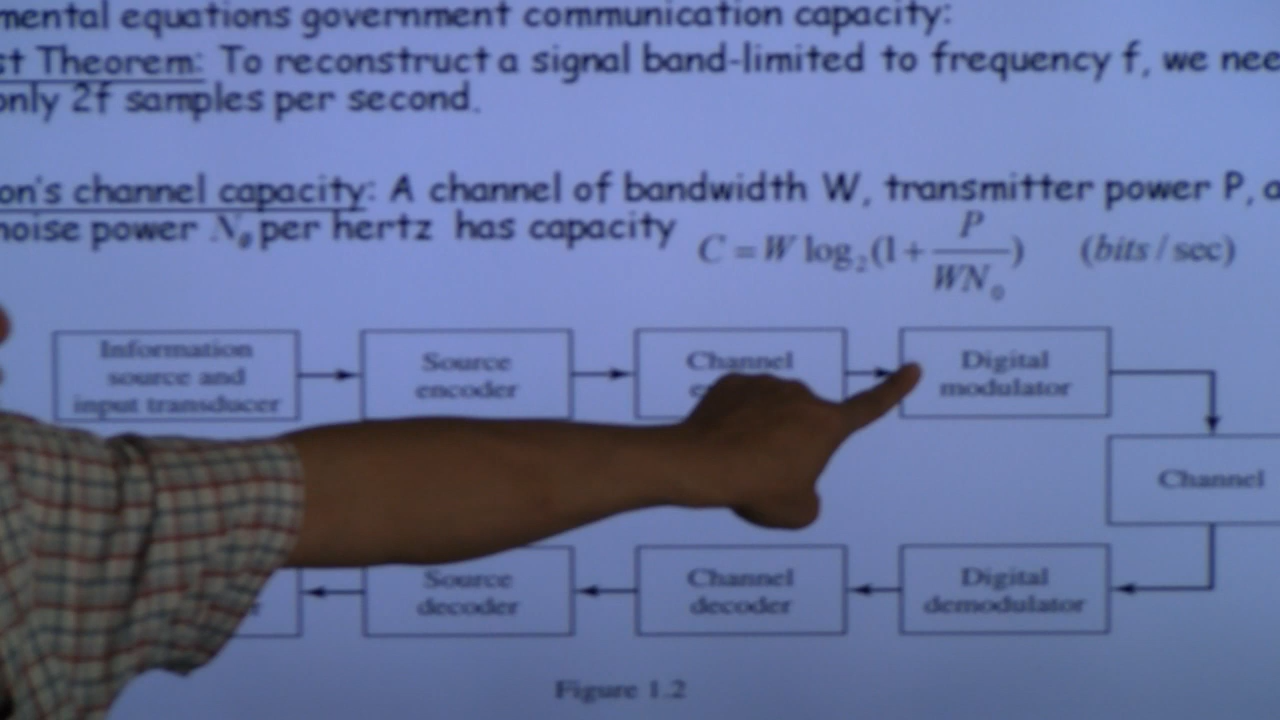 mental equations government communication capacity:
st Theorem: To reconstruct a signal band-limited to frequency f, we nee
only 2f samples per second.
on's channel capacity: A channel of bandwidth W, transmitter power P, a
noise power N₀ per hertz has capacity C = W log₂(1+ P/WN₀) (bits / sec)
Information
source and
input transducer
Source
encoder
Channel
Digital
modulator
Channel
Source
decoder
Channel
decoder
Digital
demodulator
Figure 1.2